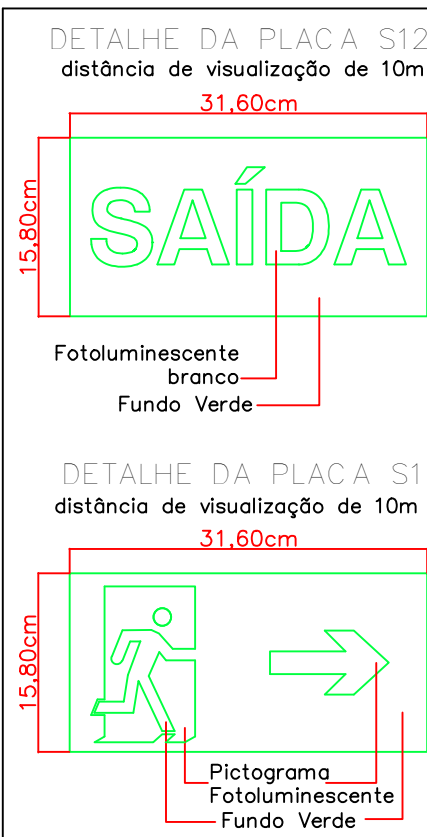 DETALHE DA PLACA S12
distância de visualização de 10m
31,60cm
15,80cm
SAÍDA
Fotoluminescente
branco
Fundo Verde
DETALHE DA PLACA S1
distância de visualização de 10m
31,60cm
15,80cm
Pictograma
Fotoluminescente
Fundo Verde